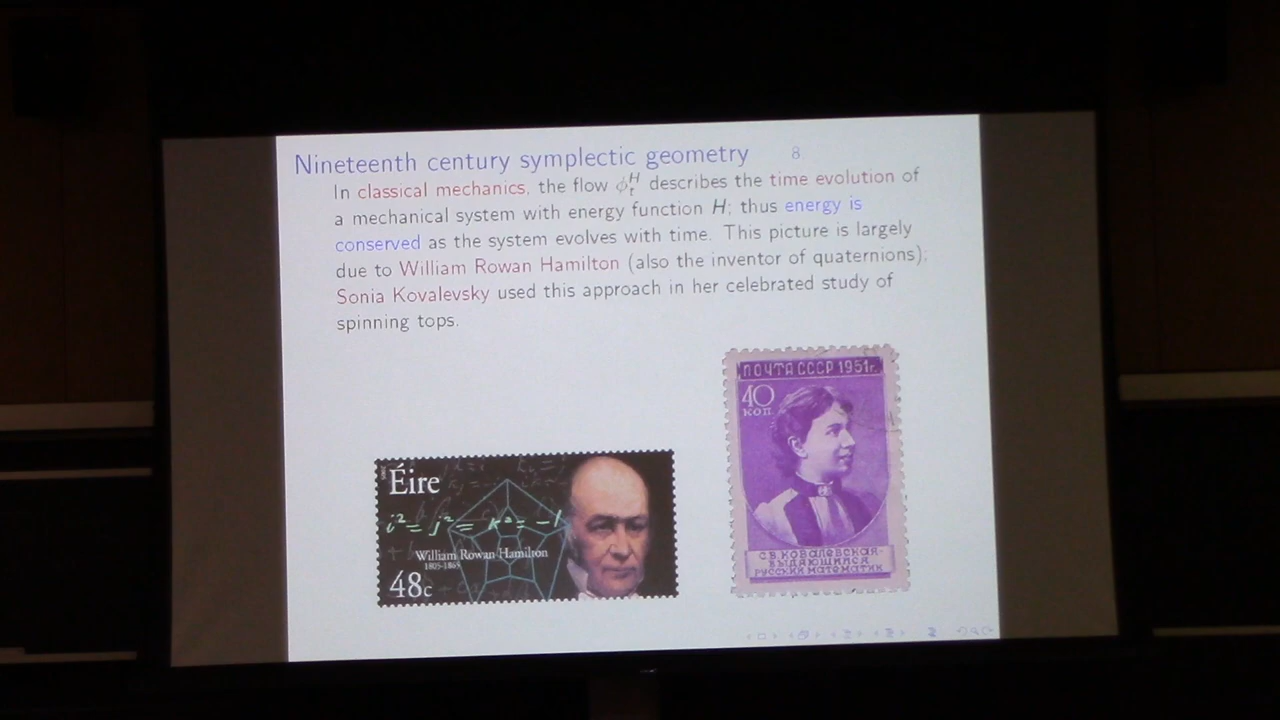 Nineteenth century symplectic geometry 8
In classical mechanics, the flow ϕₜᴴ describes the time evolution of
a mechanical system with energy function H; thus energy is
conserved as the system evolves with time. This picture is largely
due to William Rowan Hamilton (also the inventor of quaternions);
Sonia Kovalevsky used this approach in her celebrated study of
spinning tops.
ПОЧТА СССР 1951г.
40
КОП.
С.В.КОВАЛЕВСКАЯ-
ВЫДАЮЩИЙСЯ
РУССКИЙ МАТЕМАТИК
Éire
i² = j² = k² = -1
William Rowan Hamilton
1805-1865
48c